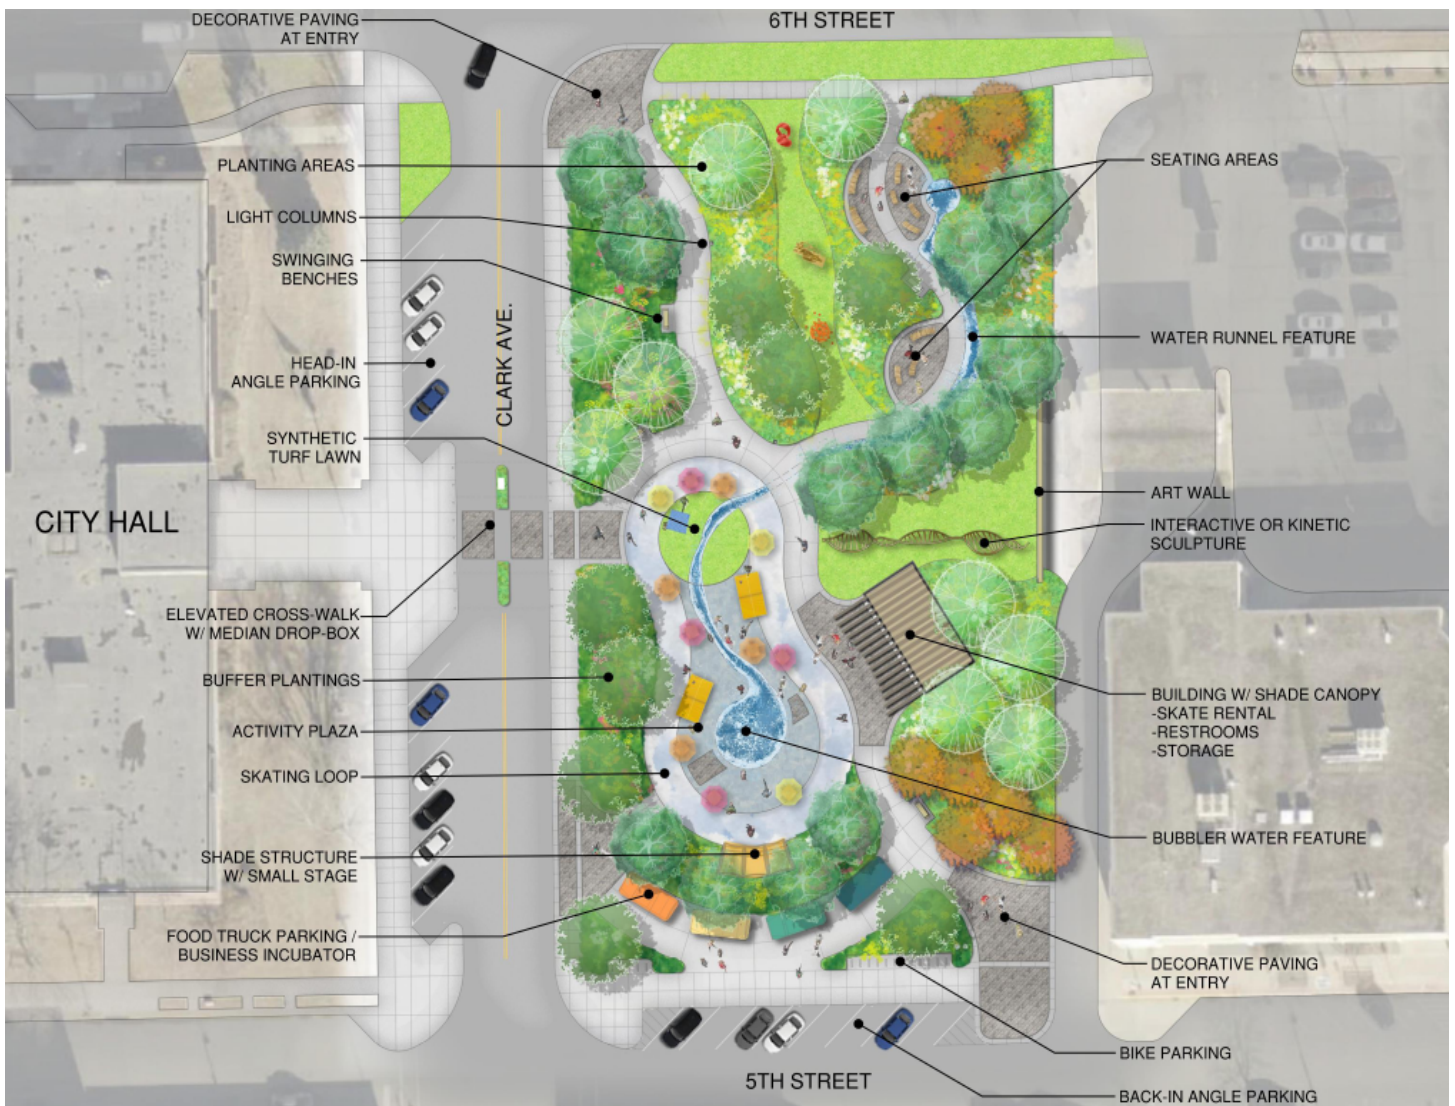 DECORATIVE PAVING
AT ENTRY
6TH STREET
PLANTING AREAS
LIGHT COLUMNS
SWINGING
BENCHES
HEAD-IN
ANGLE PARKING
CLARK AVE.
SYNTHETIC
TURF LAWN
CITY HALL
ELEVATED CROSS-WALK
W/ MEDIAN DROP-BOX
BUFFER PLANTINGS
ACTIVITY PLAZA
SKATING LOOP
SHADE STRUCTURE
W/ SMALL STAGE
FOOD TRUCK PARKING /
BUSINESS INCUBATOR
SEATING AREAS
WATER RUNNEL FEATURE
ART WALL
INTERACTIVE OR KINETIC
SCULPTURE
BUILDING W/ SHADE CANOPY
-SKATE RENTAL
-RESTROOMS
-STORAGE
BUBBLER WATER FEATURE
DECORATIVE PAVING
AT ENTRY
BIKE PARKING
BACK-IN ANGLE PARKING
5TH STREET